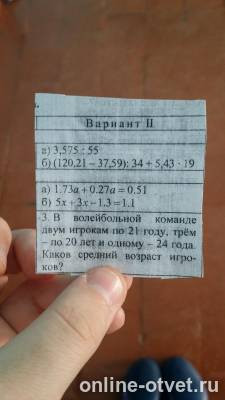 Вариант II
а) 3,575 : 55
б) (120,21 – 37,59): 34 + 5,43 · 19
а) 1.73a + 0.27a = 0.51
б) 5x + 3x – 1.3 = 1.1
3. В волейбольной команде
двум игрокам по 21 году, трём
– по 20 лет и одному – 24 года.
Каков средний возраст игро-
ков?
online-otvet.ru